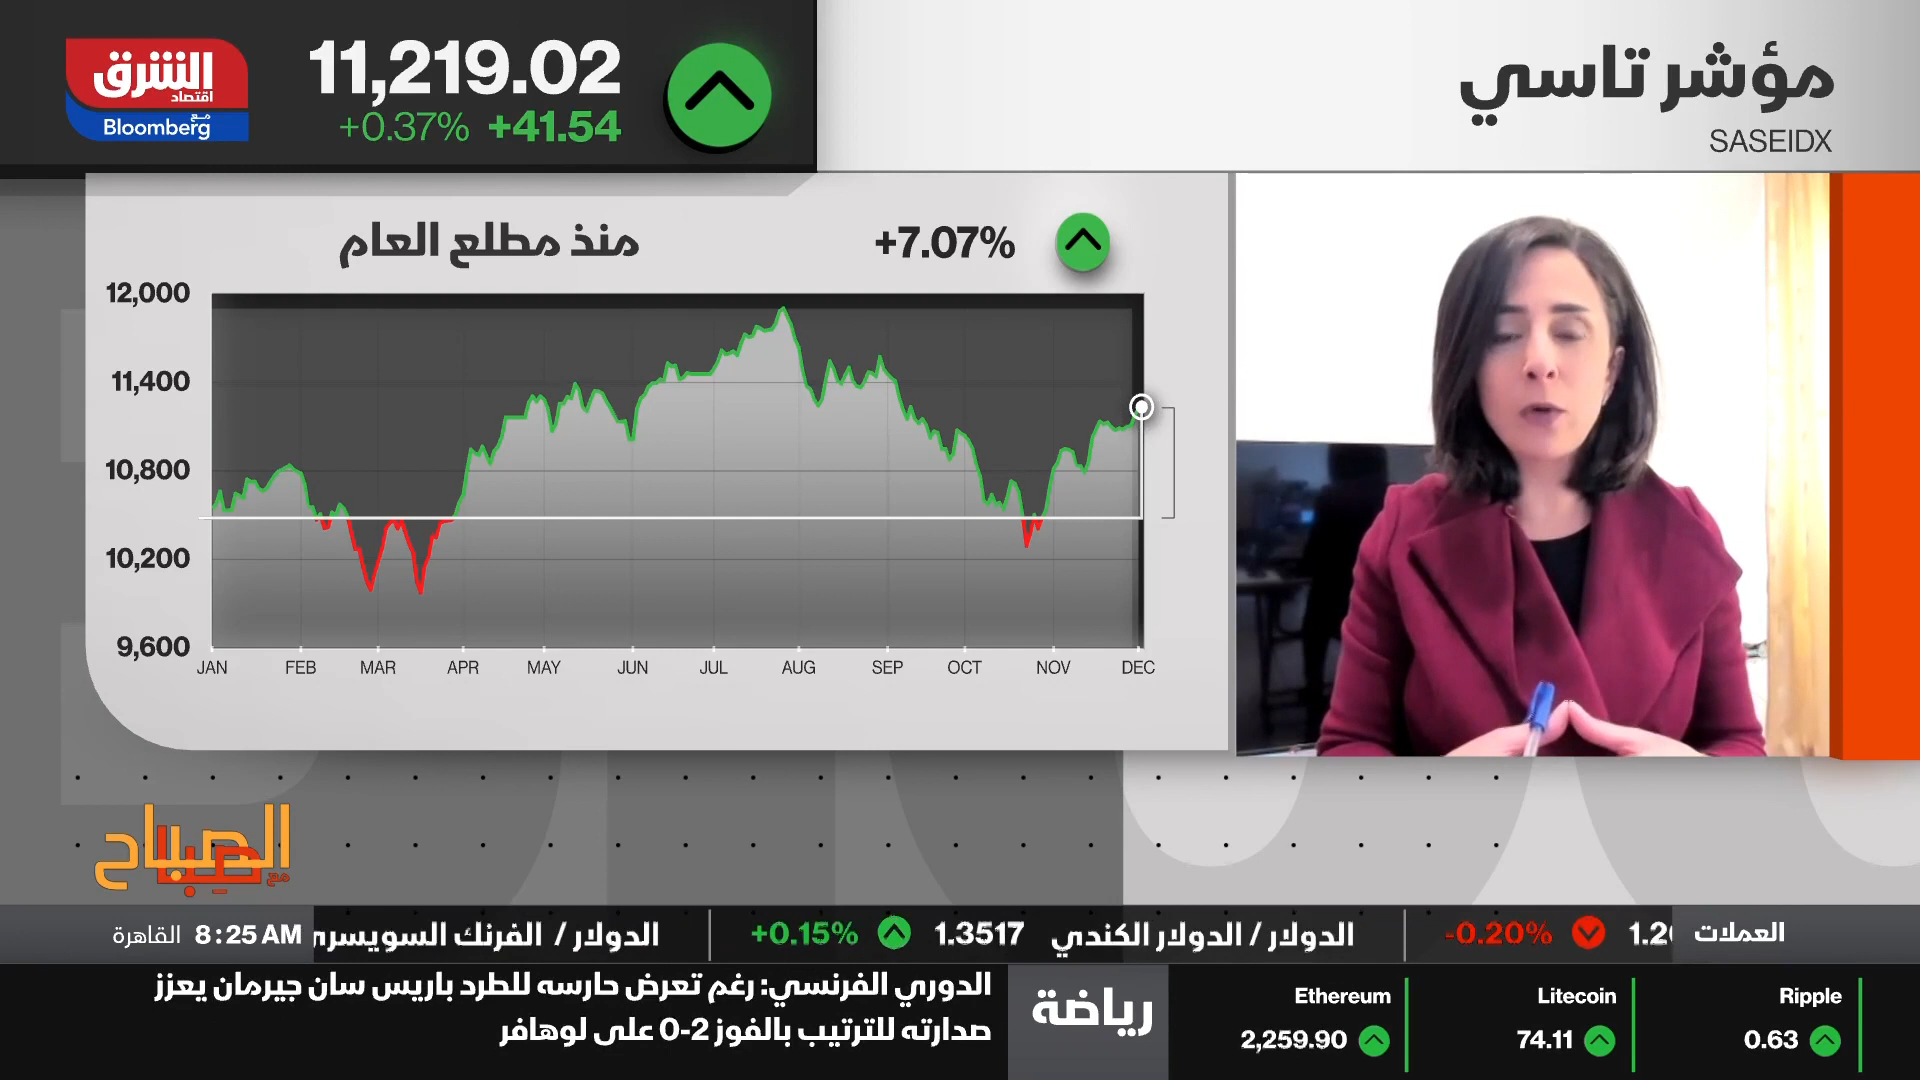 الشرق
اقتصاد
مع
Bloomberg
11,219.02
+0.37% +41.54
مؤشر تاسي
SASEIDX
منذ مطلع العام
+7.07%
12,000
11,400
10,800
10,200
9,600
JAN FEB MAR APR MAY JUN JUL AUG SEP OCT NOV DEC
الصباح
مع صبا
العملات
-0.20%
الدولار / الدولار الكندي 1.3517 +0.15%
الدولار / الفرنك
8:25 AM القاهرة
رياضة
الدوري الفرنسي: رغم تعرض حارسه للطرد باريس سان جيرمان يعزز
صدارته للترتيب بالفوز 2-0 على لوهافر
Ethereum
2,259.90
Litecoin
74.11
Ripple
0.63